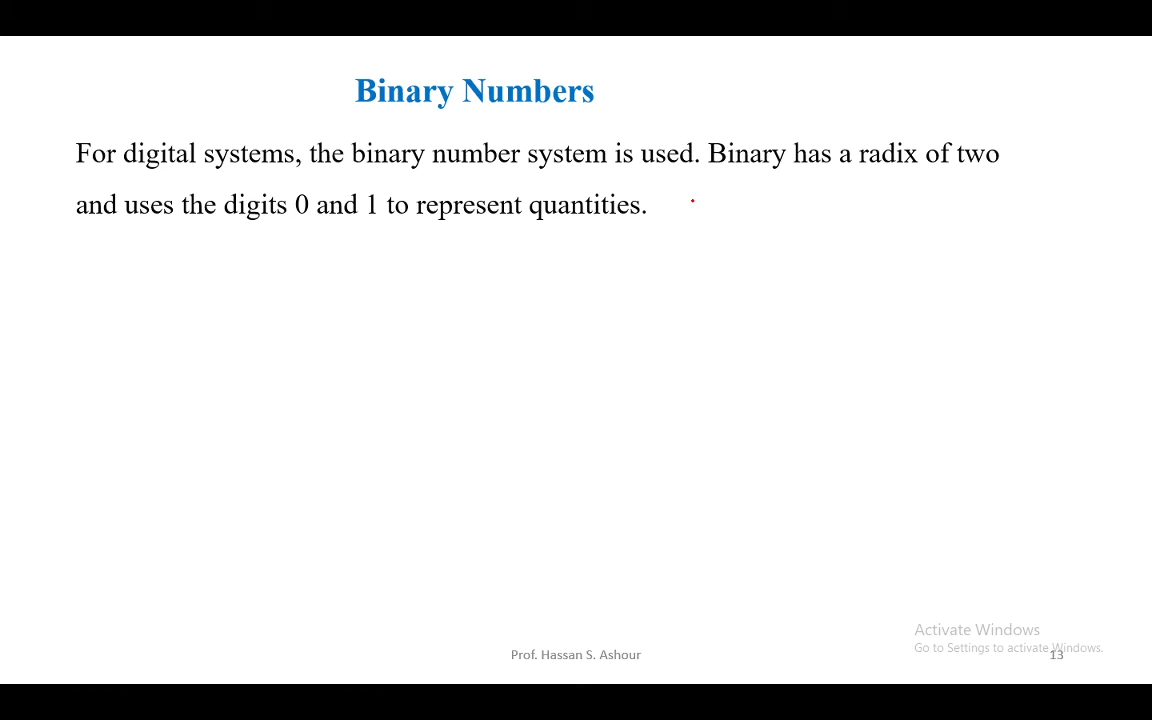 Binary Numbers
For digital systems, the binary number system is used. Binary has a radix of two
and uses the digits 0 and 1 to represent quantities.
Activate Windows
Go to Settings to activate Windows.
Prof. Hassan S. Ashour
13